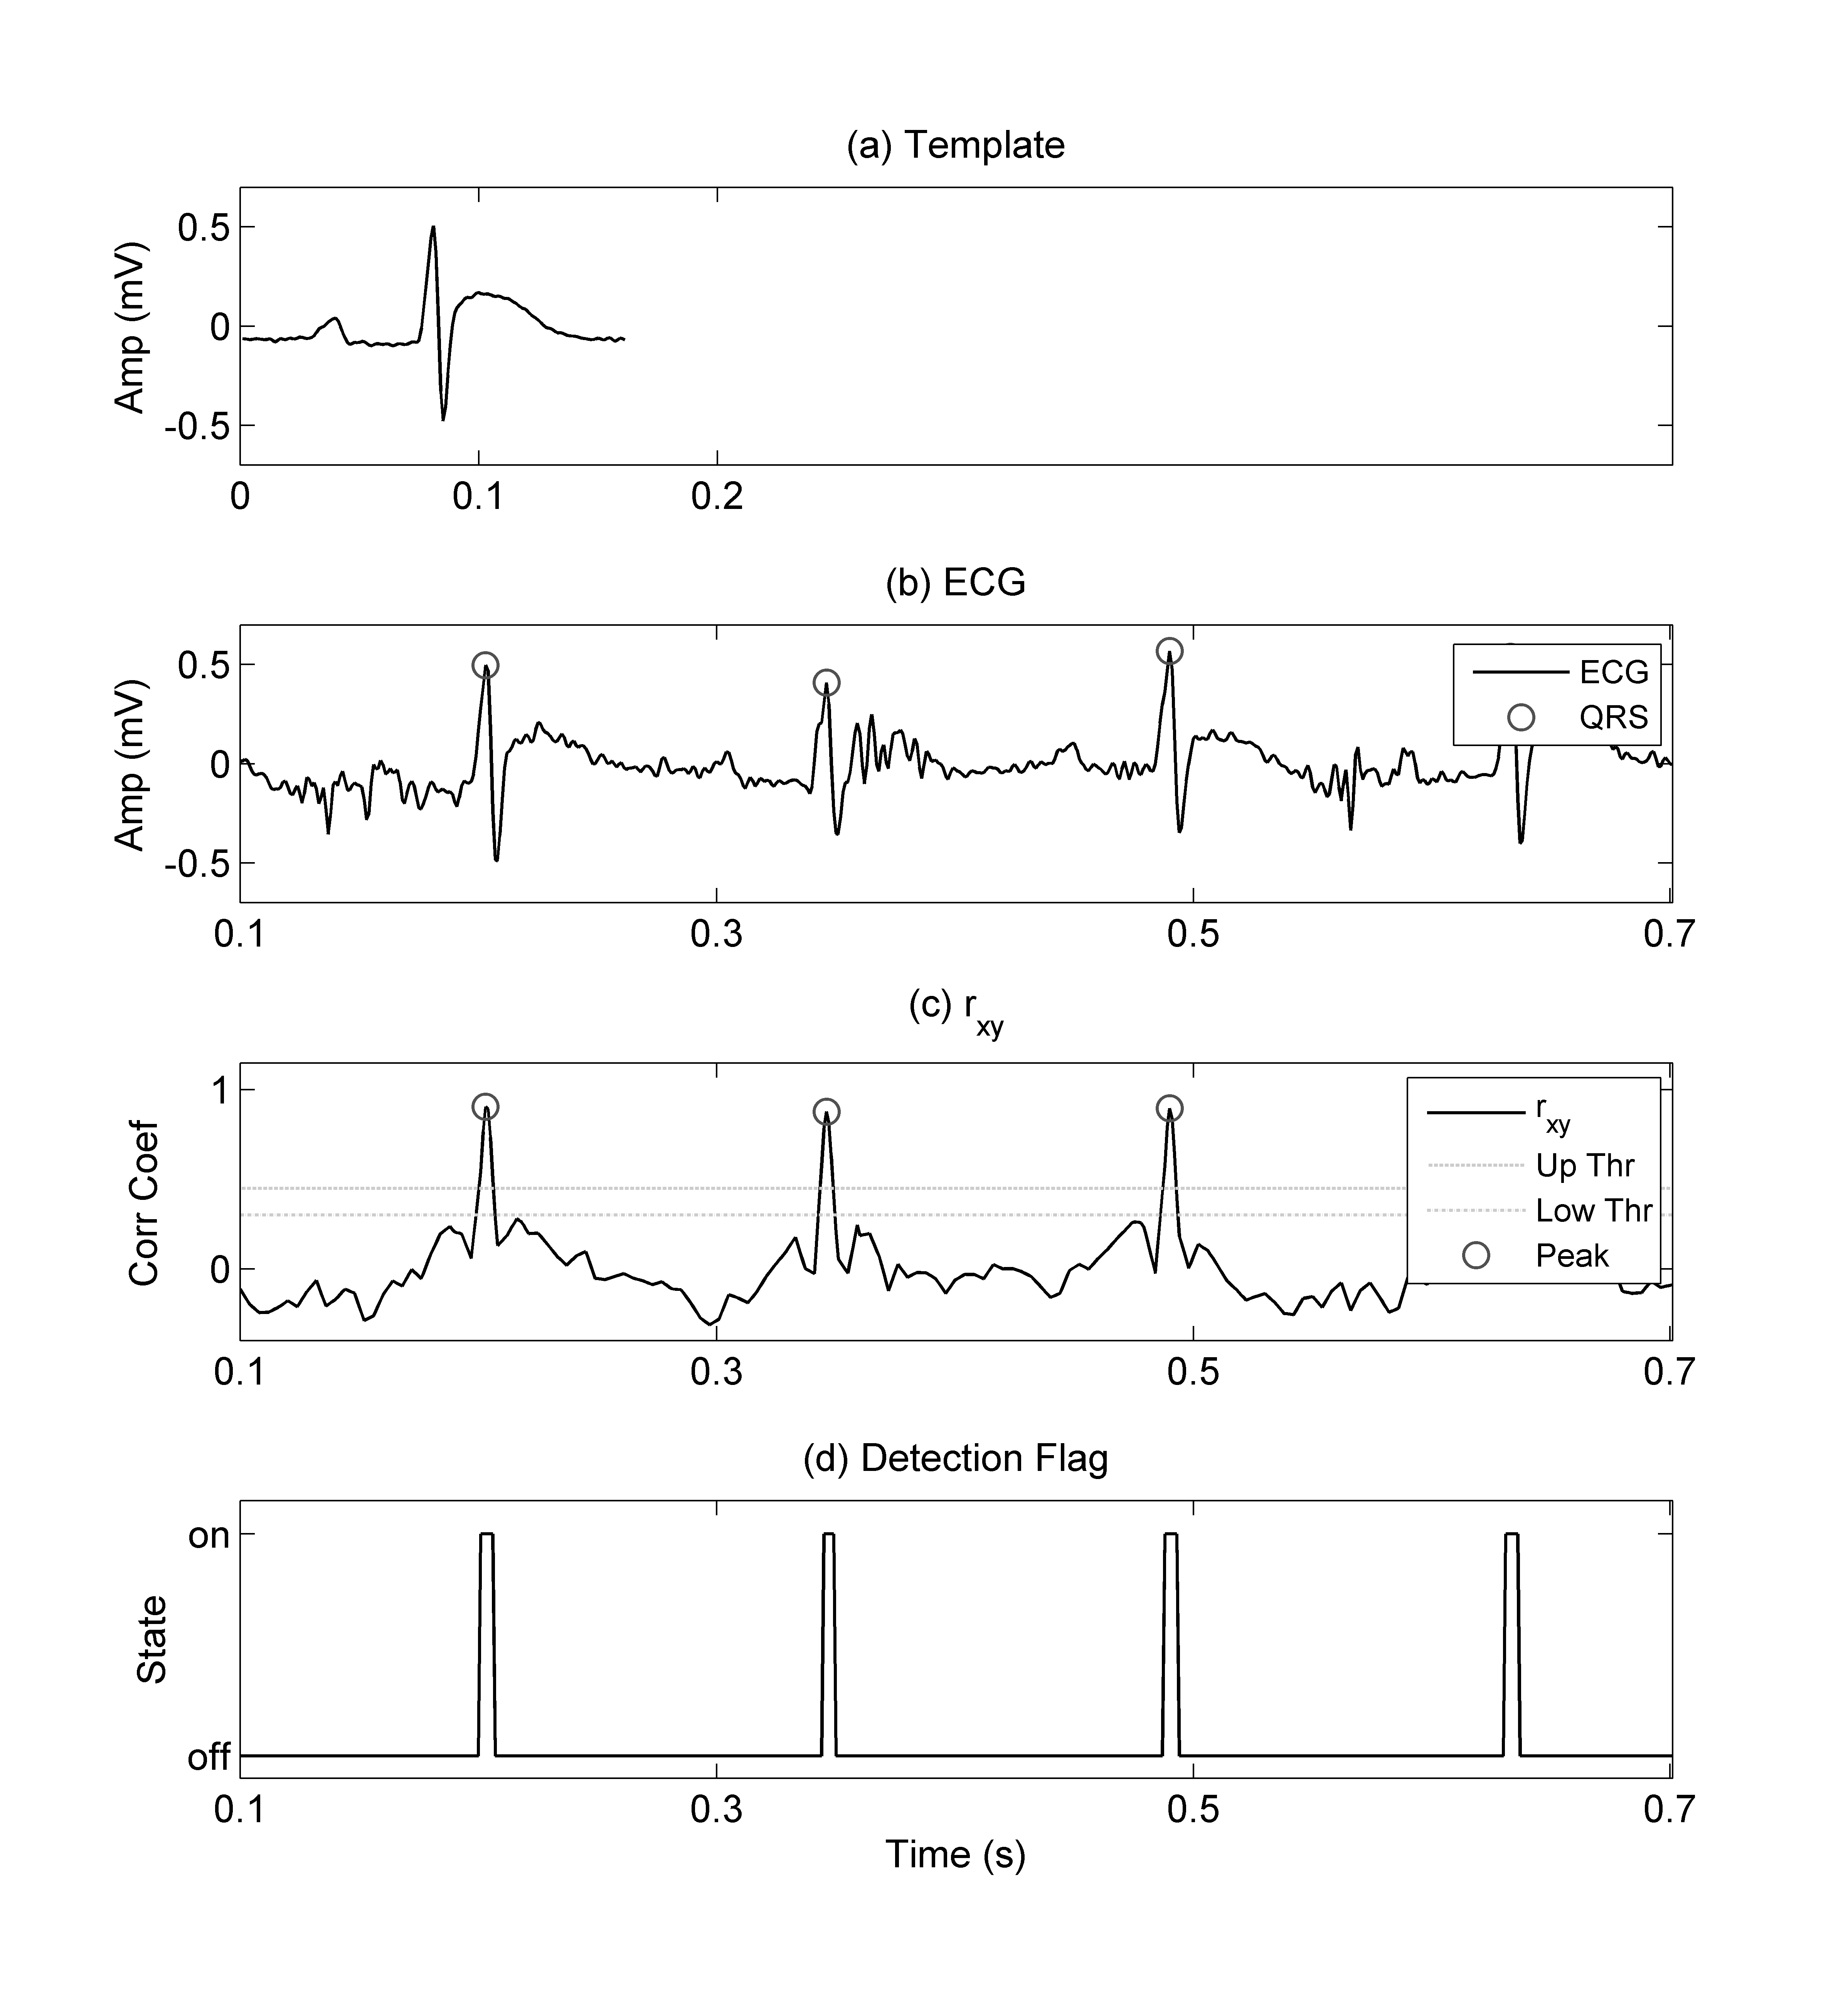 (a) Template
Amp (mV)
0.5
0
-0.5
0 0.1 0.2
(b) ECG
Amp (mV)
0.5
0
-0.5
ECG
QRS
0.1 0.3 0.5 0.7
(c) rxy
Corr Coef
1
0
rxy
Up Thr
Low Thr
Peak
0.1 0.3 0.5 0.7
(d) Detection Flag
State
on
off
0.1 0.3 0.5 0.7
Time (s)